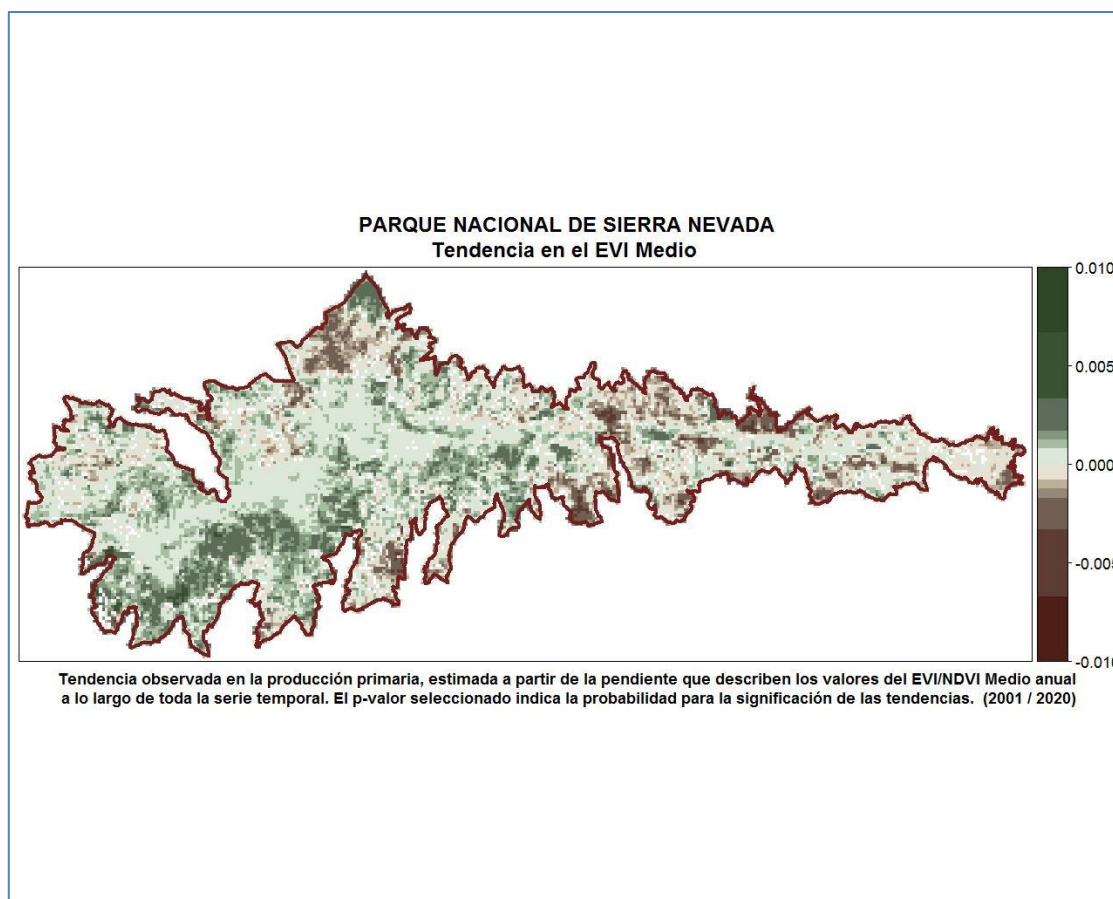 PARQUE NACIONAL DE SIERRA NEVADA
Tendencia en el EVI Medio
0.010
0.005
0.000
-0.005
-0.010
Tendencia observada en la producción primaria, estimada a partir de la pendiente que describen los valores del EVI/NDVI Medio anual
a lo largo de toda la serie temporal. El p-valor seleccionado indica la probabilidad para la significación de las tendencias. (2001 / 2020)